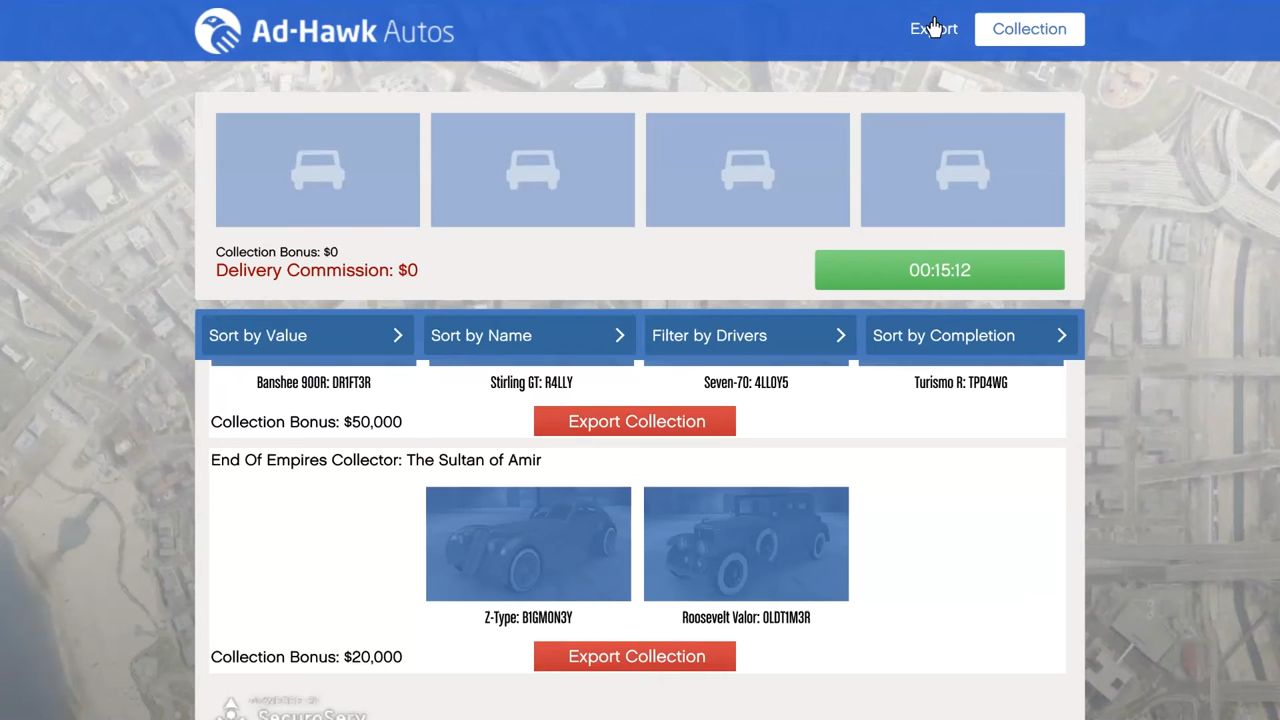 Ad-Hawk Autos
Export
Collection
Collection Bonus: $0
Delivery Commission: $0
00:15:12
Sort by Value
Sort by Name
Filter by Drivers
Sort by Completion
Banshee 900R: DR1FT3R
Stirling GT: R4LLY
Seven-70: 4LLOY5
Turismo R: TPD4WG
Collection Bonus: $50,000
Export Collection
End Of Empires Collector: The Sultan of Amir
Z-Type: B1GM0N3Y
Roosevelt Valor: 0LDT1M3R
Collection Bonus: $20,000
Export Collection
SecuroServ